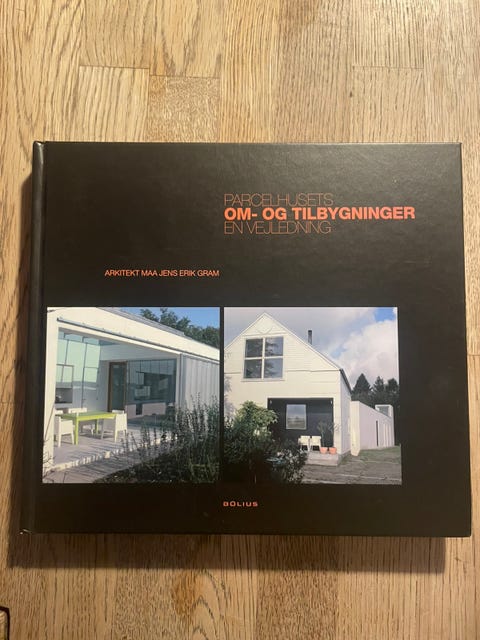 PARCELHUSETS
OM- OG TILBYGNINGER
EN VEJLEDNING
ARKITEKT MAA JENS ERIK GRAM
BOLIUS